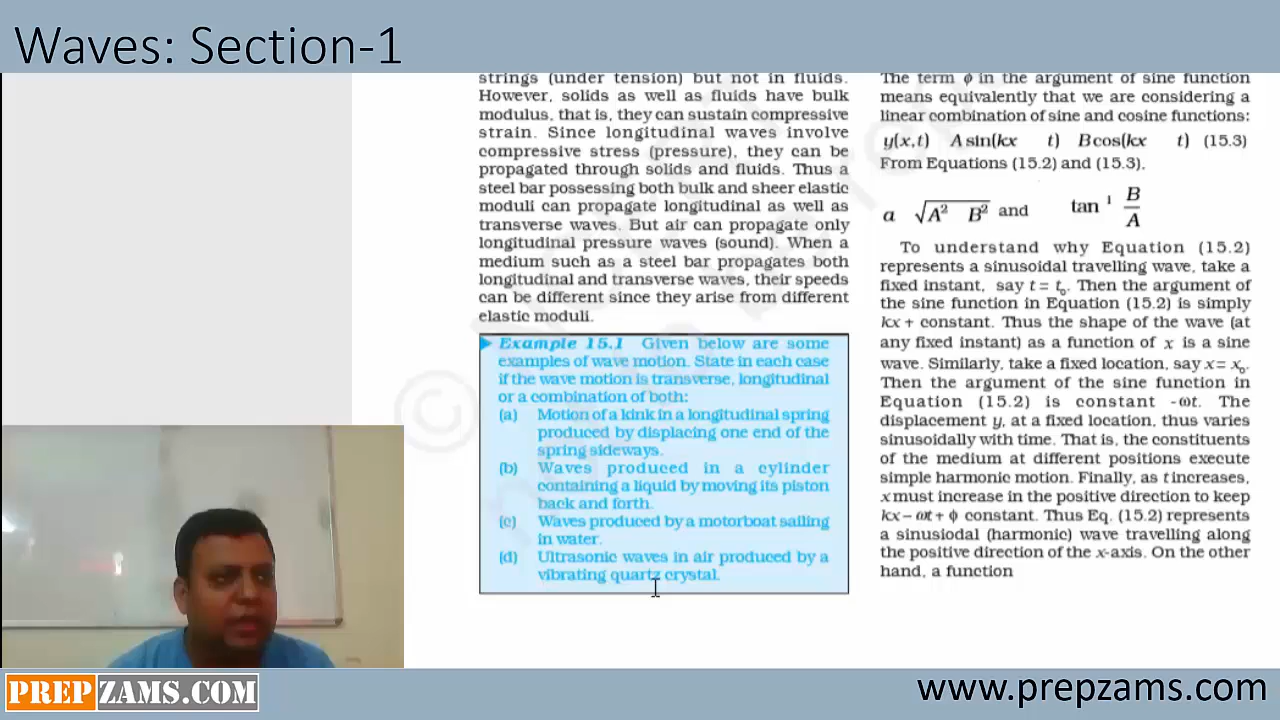 Waves: Section-1
strings (under tension) but not in fluids.
However, solids as well as fluids have bulk
modulus, that is, they can sustain compressive
strain. Since longitudinal waves involve
compressive stress (pressure), they can be
propagated through solids and fluids. Thus a
steel bar possessing both bulk and sheer elastic
moduli can propagate longitudinal as well as
transverse waves. But air can propagate only
longitudinal pressure waves (sound). When a
medium such as a steel bar propagates both
longitudinal and transverse waves, their speeds
can be different since they arise from different
elastic moduli.
Example 15.1 Given below are some
examples of wave motion. State in each case
if the wave motion is transverse, longitudinal
or a combination of both:
(a) Motion of a kink in a longitudinal spring
produced by displacing one end of the
spring sideways.
(b) Waves produced in a cylinder
containing a liquid by moving its piston
back and forth.
(c) Waves produced by a motorboat sailing
in water.
(d) Ultrasonic waves in air produced by a
vibrating quartz crystal.
The term ϕ in the argument of sine function
means equivalently that we are considering a
linear combination of sine and cosine functions:
y(x,t) A sin(kx t) B cos(kx t) (15.3)
From Equations (15.2) and (15.3),
a √A² B² and tan ¹ B/A
To understand why Equation (15.2)
represents a sinusoidal travelling wave, take a
fixed instant, say t = t₀. Then the argument of
the sine function in Equation (15.2) is simply
kx + constant. Thus the shape of the wave (at
any fixed instant) as a function of x is a sine
wave. Similarly, take a fixed location, say x = x₀.
Then the argument of the sine function in
Equation (15.2) is constant -ωt. The
displacement y, at a fixed location, thus varies
sinusoidally with time. That is, the constituents
of the medium at different positions execute
simple harmonic motion. Finally, as t increases,
x must increase in the positive direction to keep
kx – ωt + ϕ constant. Thus Eq. (15.2) represents
a sinusiodal (harmonic) wave travelling along
the positive direction of the x-axis. On the other
hand, a function
PREPZAMS.COM
www.prepzams.com